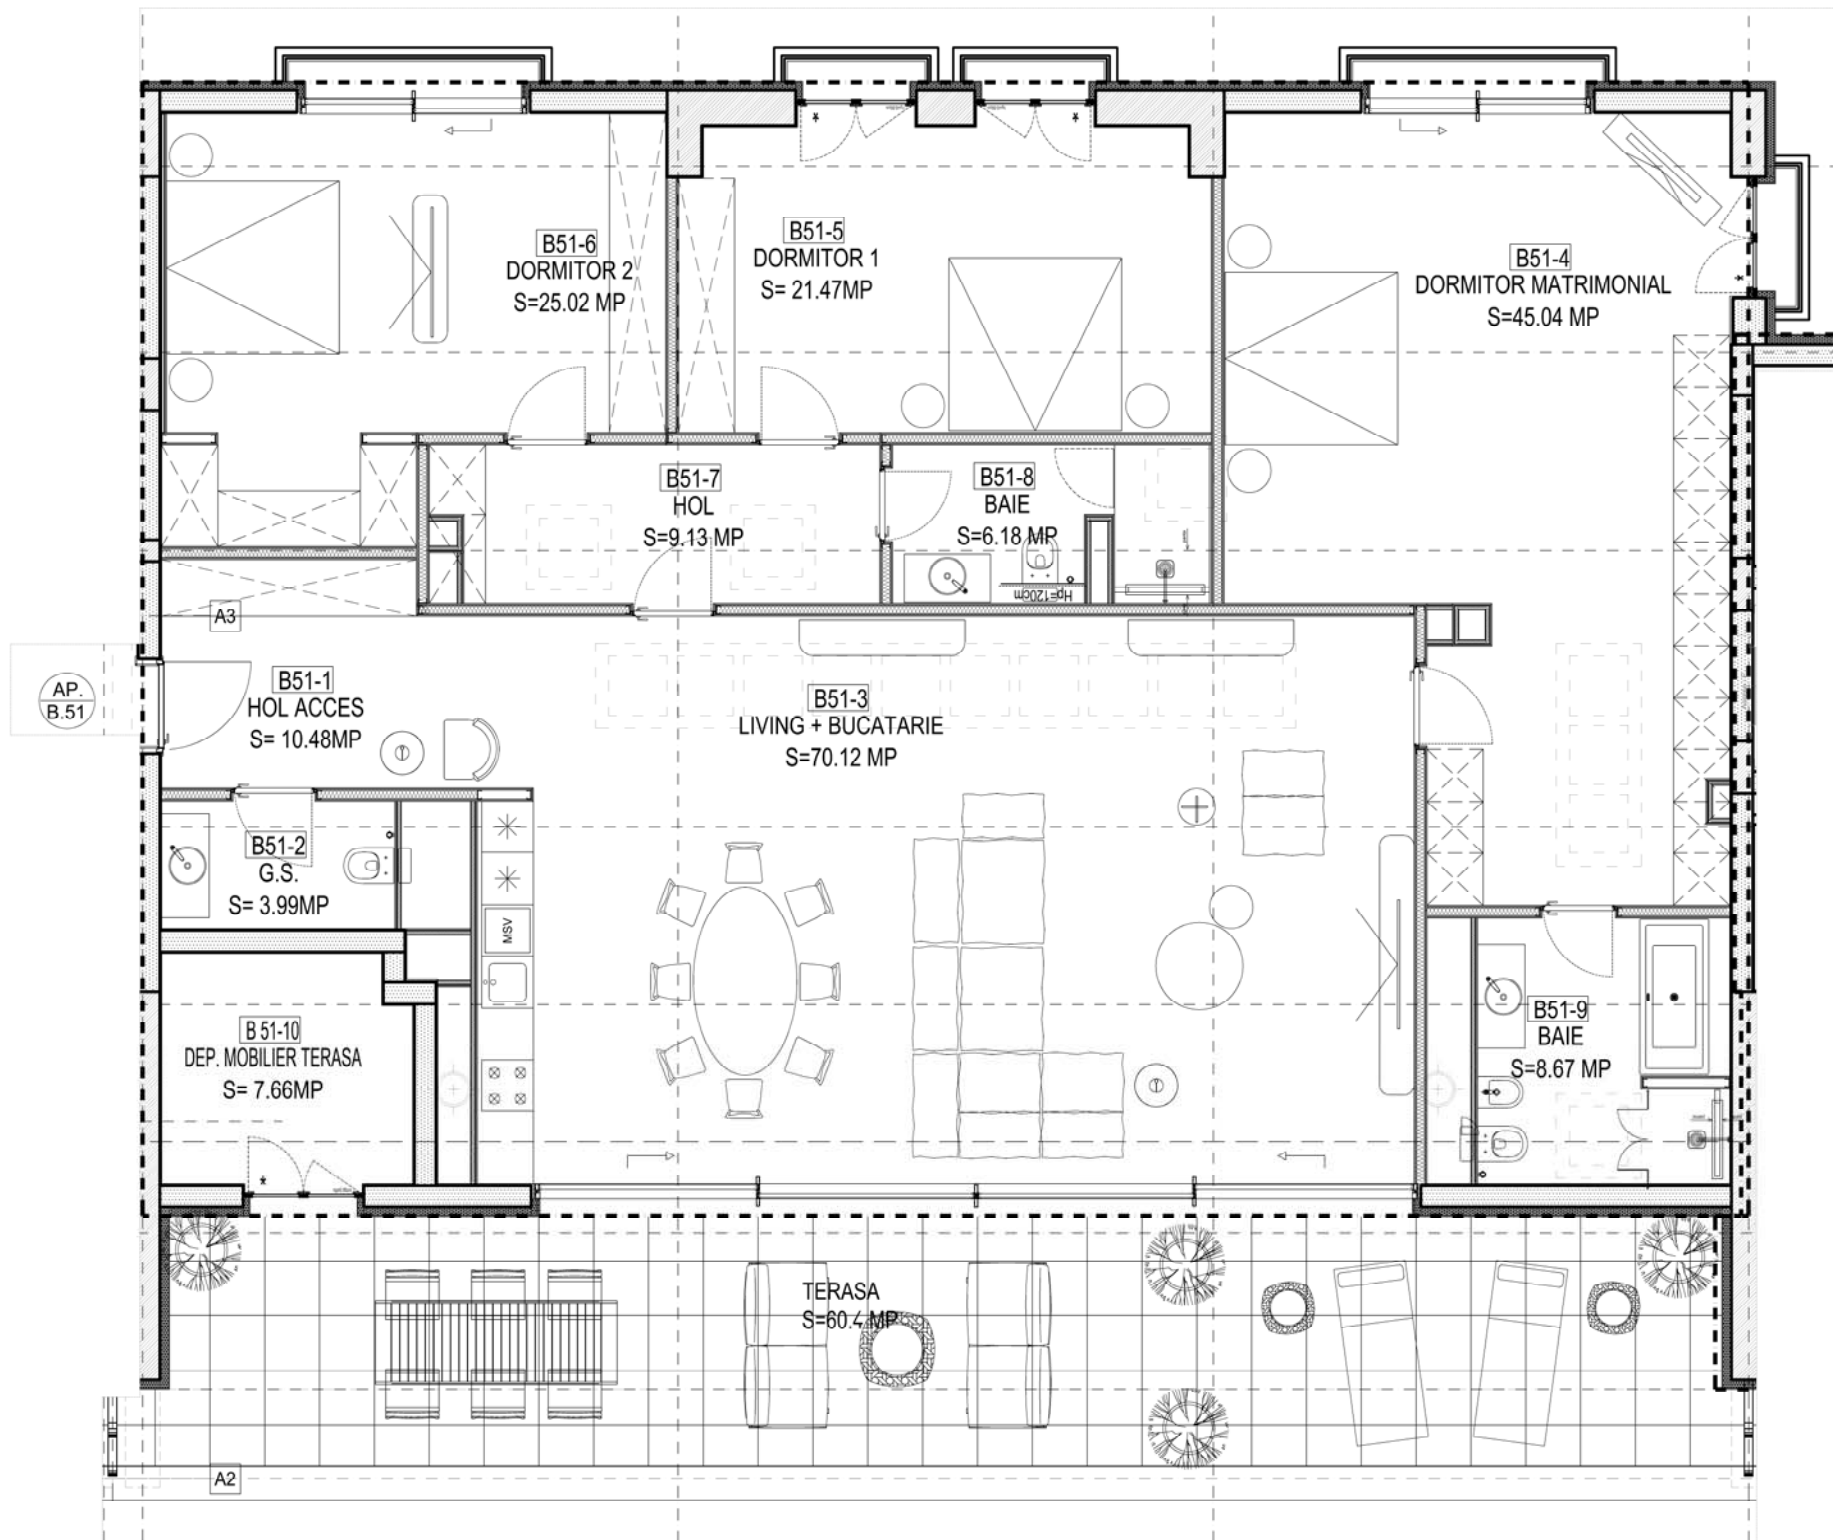 B51-6
DORMITOR 2
S=25.02 MP
B51-5
DORMITOR 1
S= 21.47MP
B51-4
DORMITOR MATRIMONIAL
S=45.04 MP
B51-7
HOL
S=9.13 MP
B51-8
BAIE
S=6.18 MP
Hp=120cm
A3
AP.
B.51
B51-1
HOL ACCES
S= 10.48MP
B51-3
LIVING + BUCATARIE
S=70.12 MP
B51-2
G.S.
S= 3.99MP
MSV
B 51-10
DEP. MOBILIER TERASA
S= 7.66MP
B51-9
BAIE
S=8.67 MP
TERASA
S=60.4 MP
A2